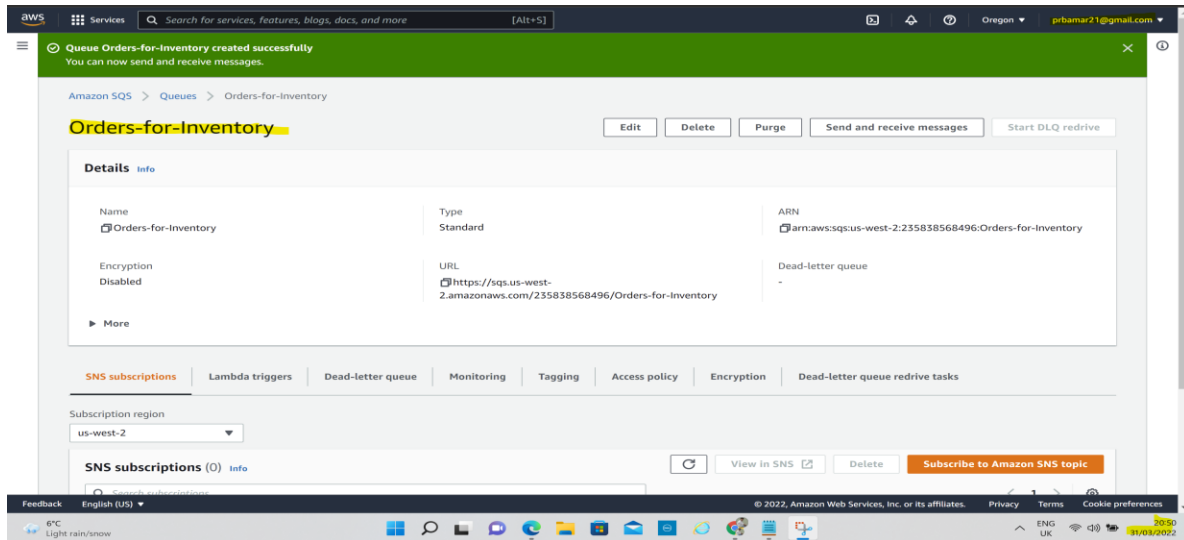 aws
Services
Search for services, features, blogs, docs, and more
[Alt+S]
Oregon
prbamar21@gmail.com
Queue Orders-for-Inventory created successfully
You can now send and receive messages.
Amazon SQS > Queues > Orders-for-Inventory
Orders-for-Inventory
Edit
Delete
Purge
Send and receive messages
Start DLQ redrive
Details Info
Name
Orders-for-Inventory
Type
Standard
ARN
arn:aws:sqs:us-west-2:235838568496:Orders-for-Inventory
Encryption
Disabled
URL
https://sqs.us-west-
2.amazonaws.com/235838568496/Orders-for-Inventory
Dead-letter queue
-
More
SNS subscriptions
Lambda triggers
Dead-letter queue
Monitoring
Tagging
Access policy
Encryption
Dead-letter queue redrive tasks
Subscription region
us-west-2
SNS subscriptions (0) Info
View in SNS
Delete
Subscribe to Amazon SNS topic
Search subscriptions
1
Feedback
English (US)
© 2022, Amazon Web Services, Inc. or its affiliates.
Privacy
Terms
Cookie preferences
6°C
Light rain/snow
ENG
UK
20:50
31/03/2022